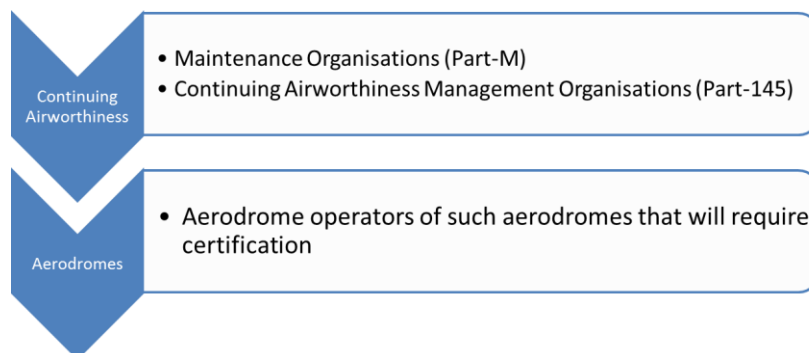 Continuing
Airworthiness
• Maintenance Organisations (Part-M)
• Continuing Airworthiness Management Organisations (Part-145)
Aerodromes
• Aerodrome operators of such aerodromes that will require
certification